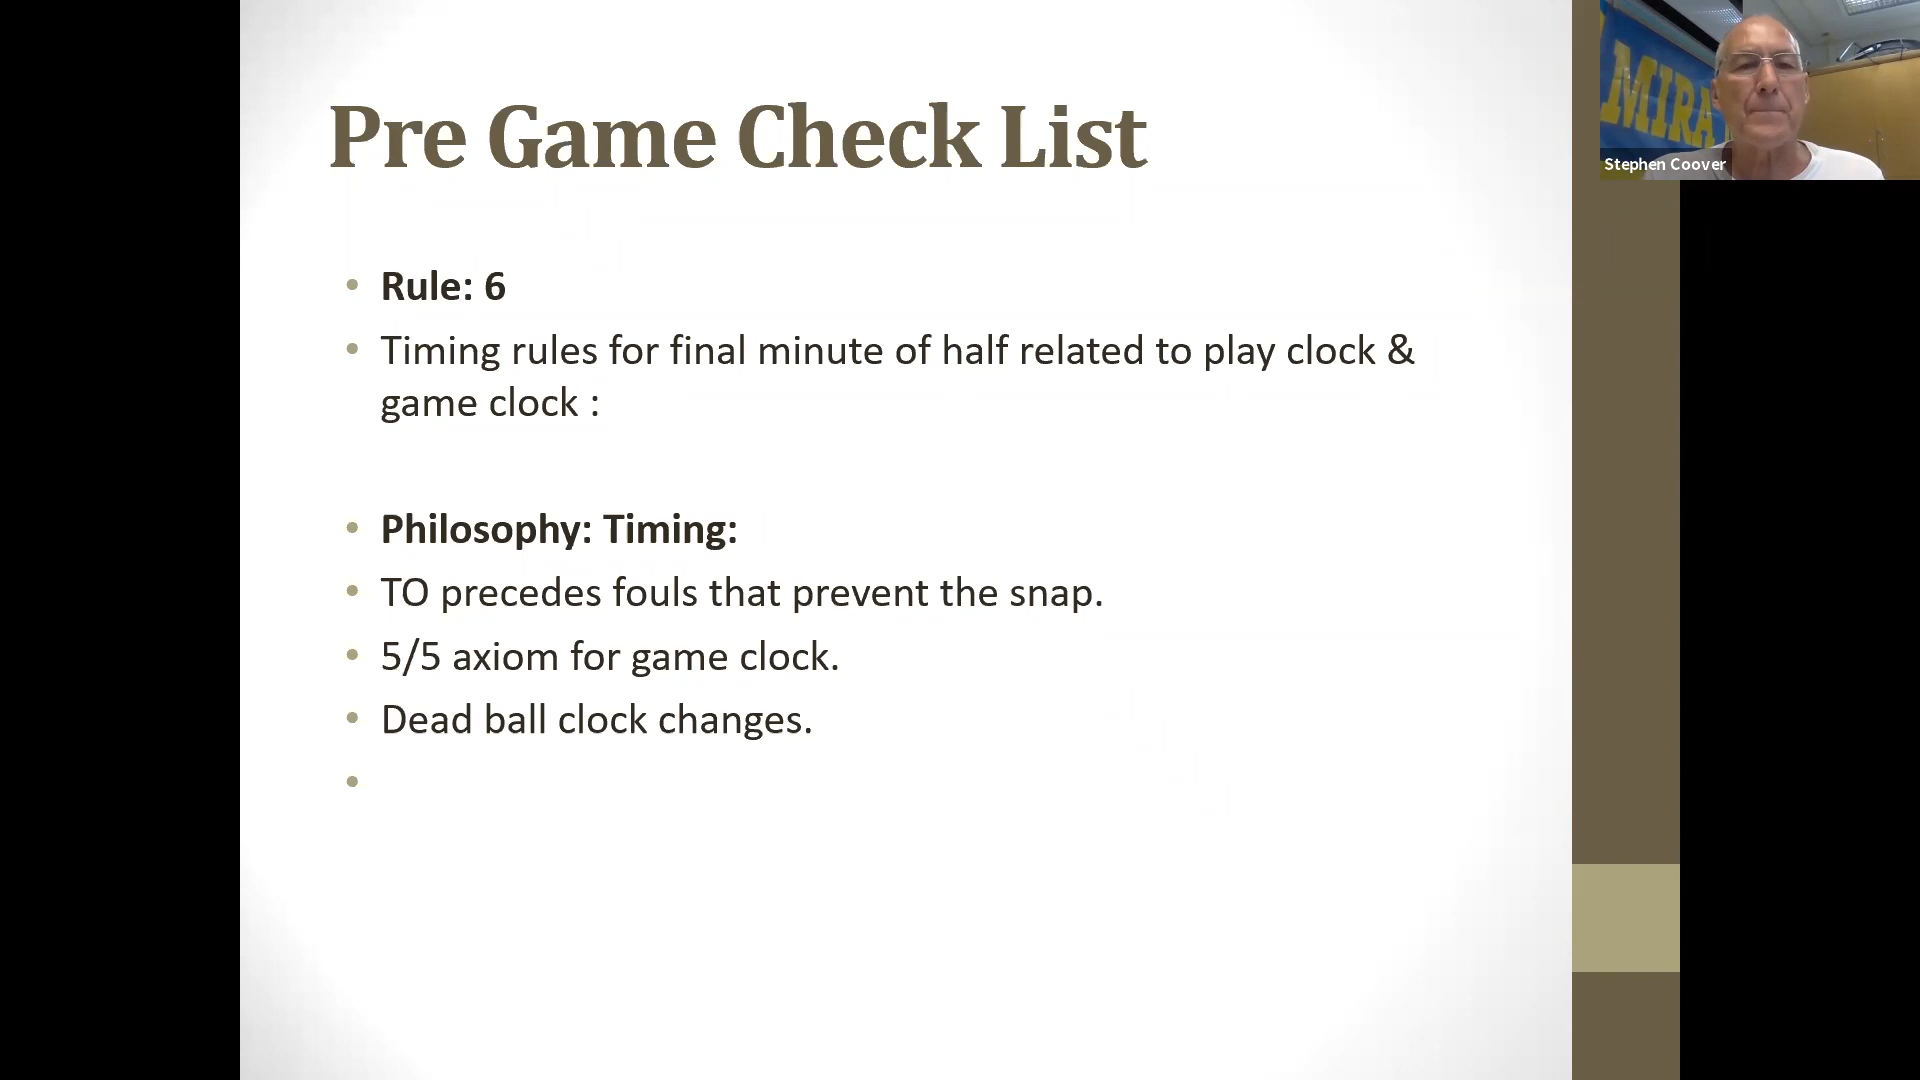 Pre Game Check List
MIRA
Stephen Coover
• Rule: 6
• Timing rules for final minute of half related to play clock &
game clock :
• Philosophy: Timing:
• TO precedes fouls that prevent the snap.
• 5/5 axiom for game clock.
• Dead ball clock changes.
•